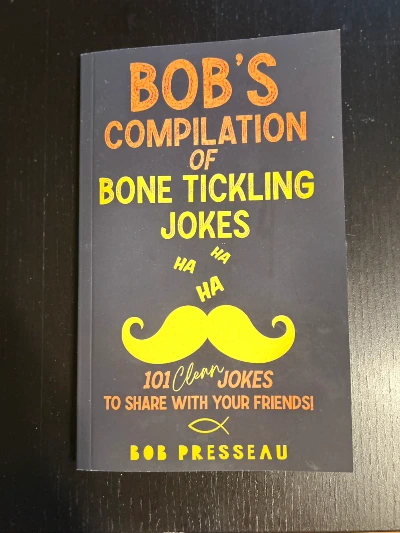 BOB'S
COMPILATION
OF
BONE TICKLING
JOKES
HA HA
HA
101 Clean JOKES
TO SHARE WITH YOUR FRIENDS!
BOB PRESSEAU